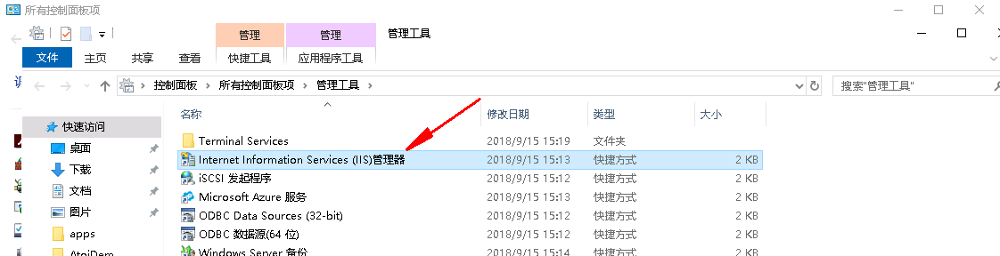 所有控制面板项
管理 管理 管理工具
文件 主页 共享 查看 快捷工具 应用程序工具
控制面板 所有控制面板项 管理工具 搜索"管理工具"
名称 修改日期 类型 大小
快速访问
桌面
下载
文档
图片
apps
Terminal Services 2018/9/15 15:19 文件夹
Internet Information Services (IIS)管理器 2018/9/15 15:13 快捷方式 2 KB
iSCSI 发起程序 2018/9/15 15:12 快捷方式 2 KB
Microsoft Azure 服务 2018/9/15 15:13 快捷方式 2 KB
ODBC Data Sources (32-bit) 2018/9/15 15:12 快捷方式 2 KB
ODBC 数据源(64 位) 2018/9/15 15:12 快捷方式 2 KB
Windows Server 备份 2018/9/15 15:14 快捷方式 2 KB